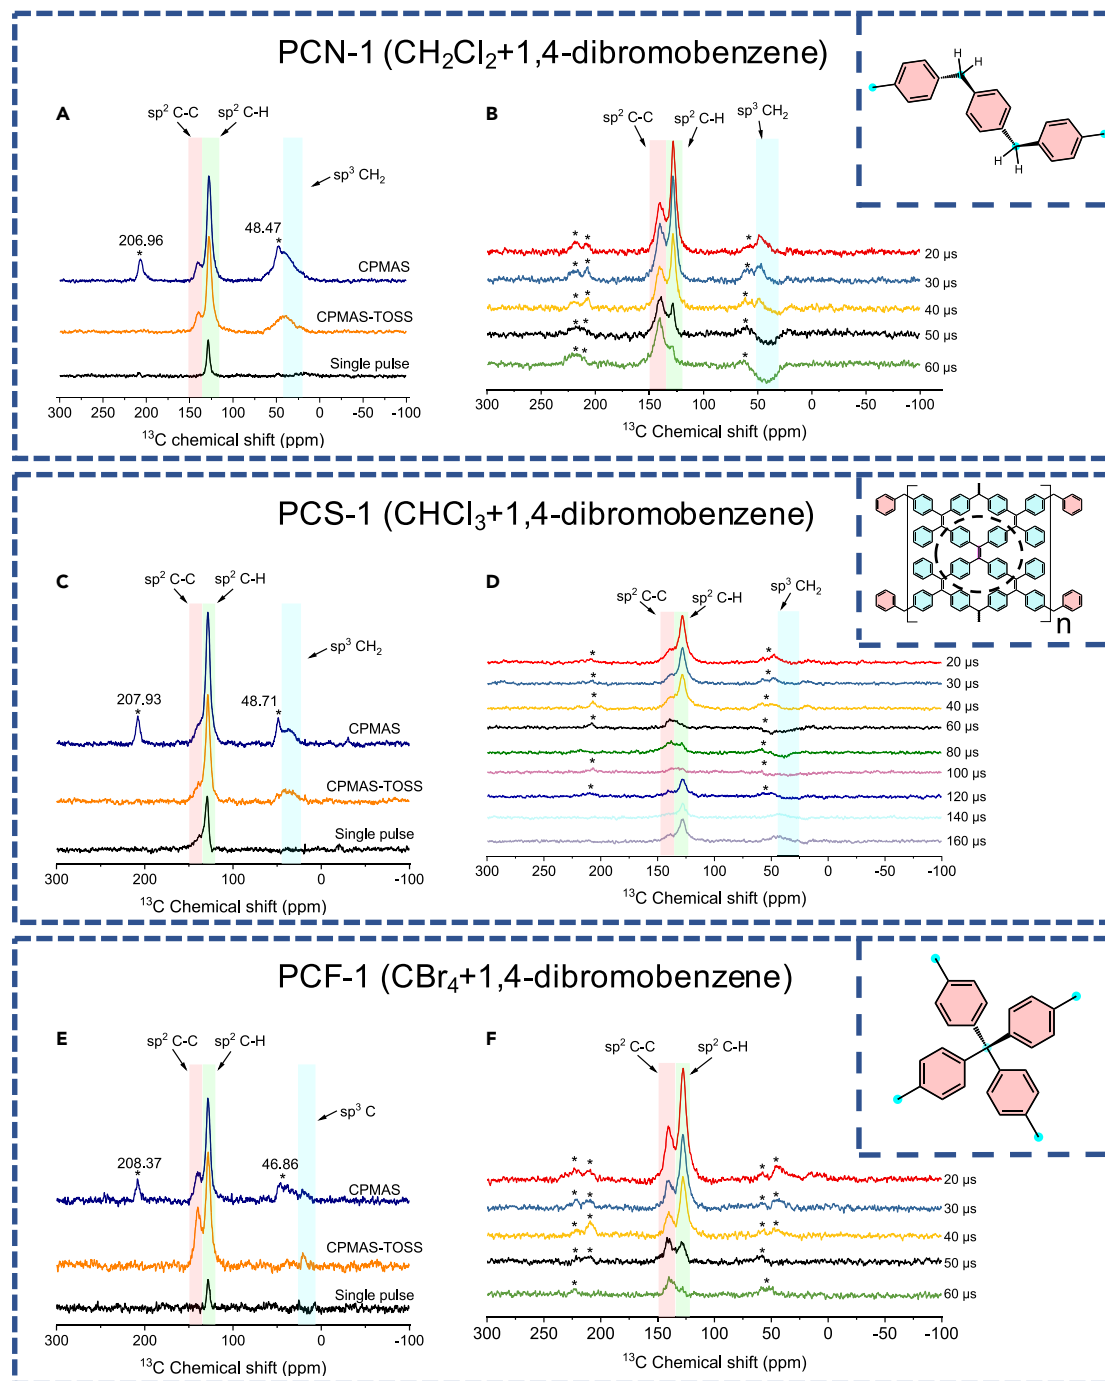 PCN-1 (CH₂Cl₂+1,4-dibromobenzene)
H
H
H
H
A
sp² C-C
sp² C-H
sp³ CH₂
206.96
*
48.47
*
CPMAS
CPMAS-TOSS
Single pulse
300 250 200 150 100 50 0 -50 -100
¹³C chemical shift (ppm)
B
sp² C-C
sp² C-H
sp³ CH₂
* * * 20 µs
* * * 30 µs
* * * 40 µs
* * * 50 µs
* * 60 µs
300 250 200 150 100 50 0 -50 -100
¹³C Chemical shift (ppm)
PCS-1 (CHCl₃+1,4-dibromobenzene)
n
C
sp² C-C
sp² C-H
sp³ CH₂
207.93
*
48.71
*
CPMAS
CPMAS-TOSS
Single pulse
300 200 100 0 -100
¹³C Chemical shift (ppm)
D
sp² C-C
sp² C-H
sp³ CH₂
* * 20 µs
* * 30 µs
* * 40 µs
* * 60 µs
* 80 µs
* * 100 µs
* * 120 µs
140 µs
160 µs
300 250 200 150 100 50 0 -50 -100
¹³C Chemical shift (ppm)
PCF-1 (CBr₄+1,4-dibromobenzene)
E
sp² C-C
sp² C-H
sp³ C
208.37
*
46.86
*
CPMAS
CPMAS-TOSS
Single pulse
300 200 100 0 -100
¹³C Chemical shift (ppm)
F
sp² C-C
sp² C-H
* * * * 20 µs
* * * * 30 µs
* * * * 40 µs
* * * 50 µs
* * 60 µs
300 250 200 150 100 50 0 -50 -100
¹³C Chemical shift (ppm)